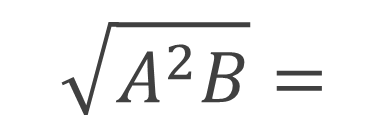 √(A²B) =